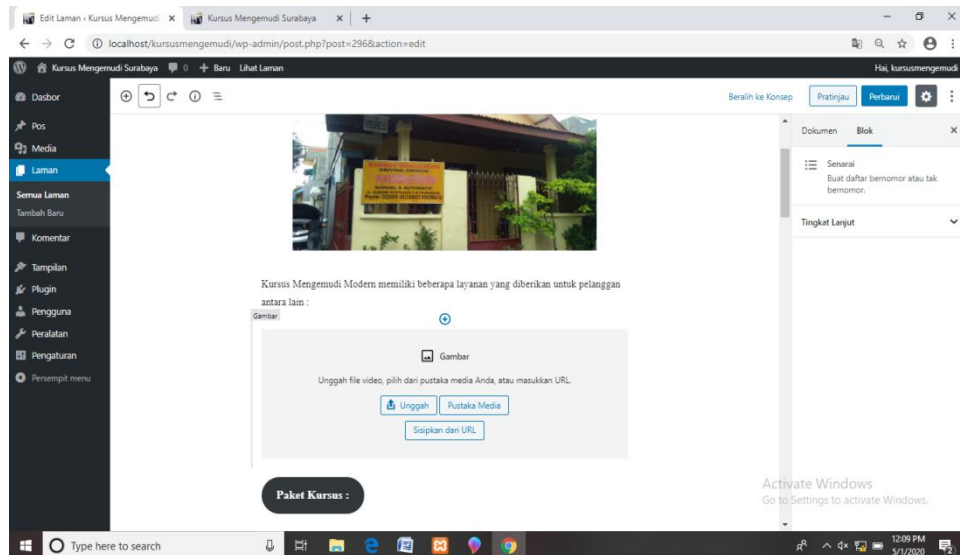 Edit Laman ‹ Kursus Mengemudi
Kursus Mengemudi Surabaya
localhost/kursusmengemudi/wp-admin/post.php?post=296&action=edit
Kursus Mengemudi Surabaya 0 Baru Lihat Laman
Hai, kursusmengemudi
Dasbor
Beralih ke Konsep
Pratinjau
Perbarui
Pos
Media
Laman
Semua Laman
Tambah Baru
Komentar
Tampilan
Plugin
Pengguna
Peralatan
Pengaturan
Persempit menu
Kursus Mengemudi Modern memiliki beberapa layanan yang diberikan untuk pelanggan
antara lain :
Gambar
Gambar
Unggah file video, pilih dari pustaka media Anda, atau masukkan URL.
Unggah
Pustaka Media
Sisipkan dari URL
Paket Kursus :
Dokumen
Blok
Senarai
Buat daftar bernomor atau tak
bernomor.
Tingkat Lanjut
Activate Windows
Go to Settings to activate Windows.
Type here to search
12:09 PM
5/1/2020
2